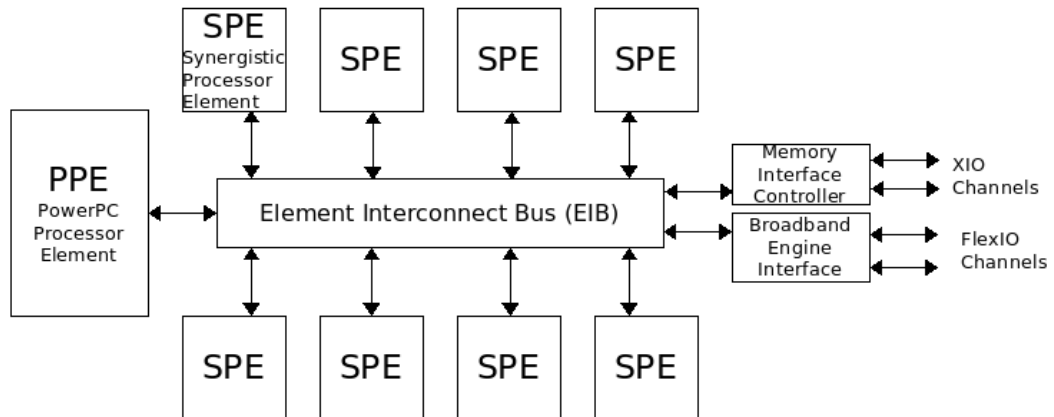 SPE
Synergistic
Processor
Element
SPE
SPE
SPE
PPE
PowerPC
Processor
Element
Element Interconnect Bus (EIB)
Memory
Interface
Controller
XIO
Channels
Broadband
Engine
Interface
FlexIO
Channels
SPE
SPE
SPE
SPE